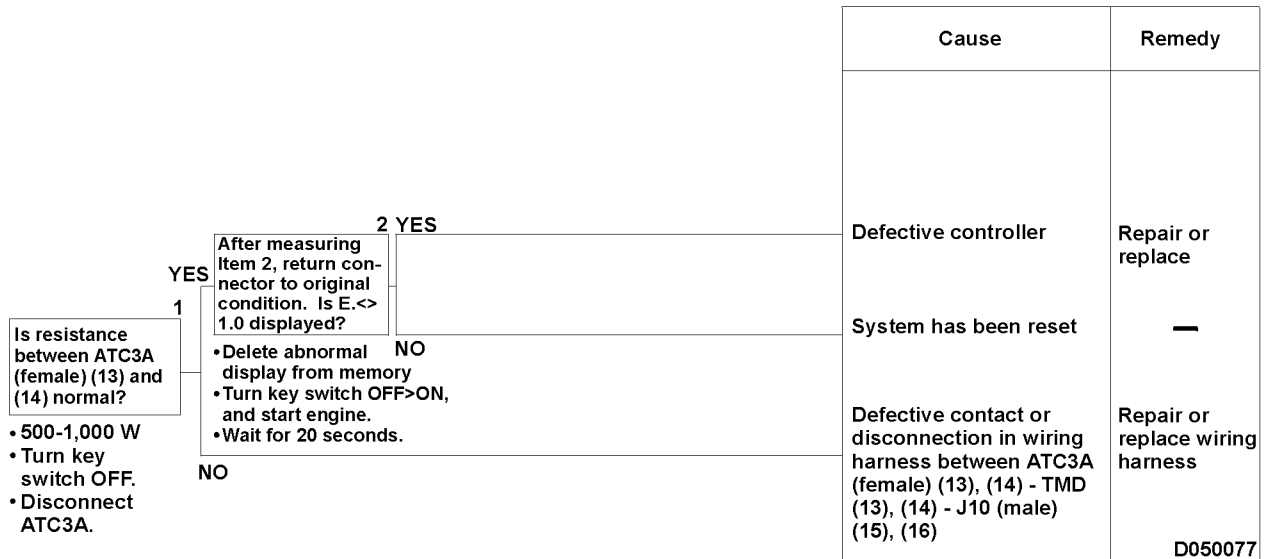 Cause
Remedy
2 YES
After measuring
Item 2, return con-
nector to original
condition. Is E.<>
1.0 displayed?
Defective controller
Repair or
replace
YES
1
Is resistance
between ATC3A
(female) (13) and
(14) normal?
System has been reset
—
NO
•Delete abnormal
display from memory
•Turn key switch OFF>ON,
and start engine.
•Wait for 20 seconds.
• 500-1,000 W
• Turn key
switch OFF.
• Disconnect
ATC3A.
NO
Defective contact or
disconnection in wiring
harness between ATC3A
(female) (13), (14) - TMD
(13), (14) - J10 (male)
(15), (16)
Repair or
replace wiring
harness
D050077